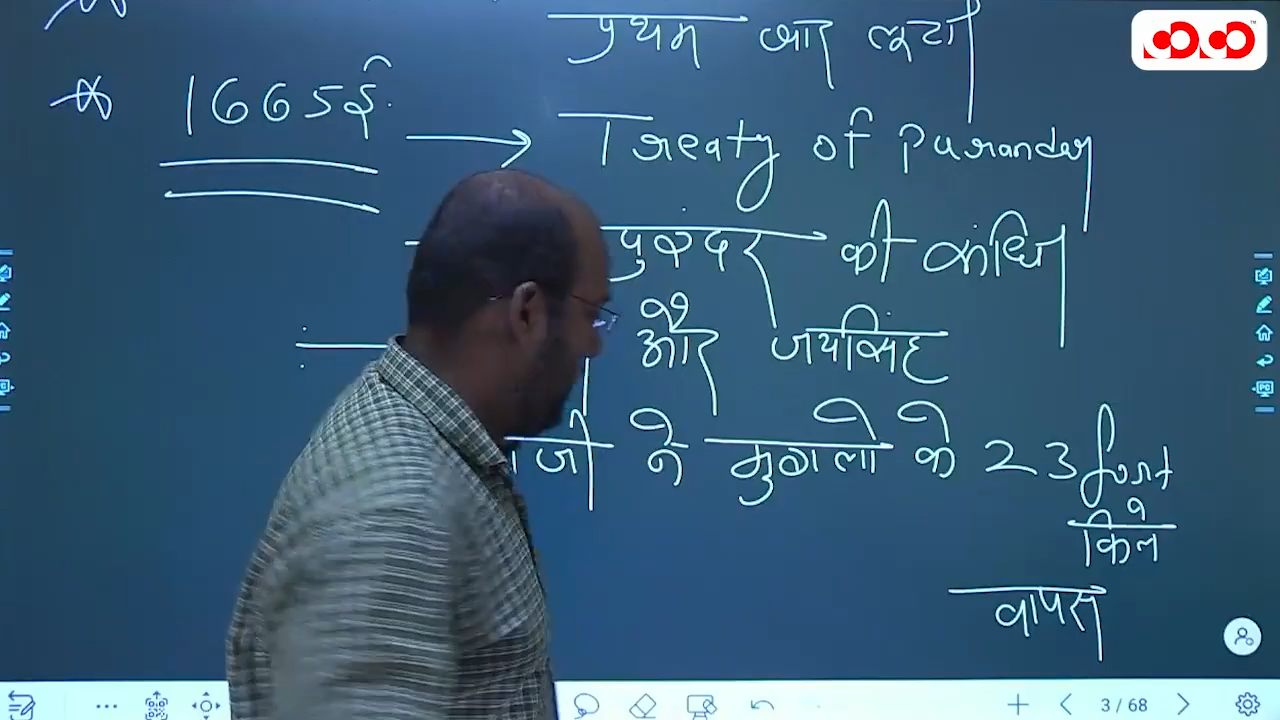 प्रथम बार लूटा
1665ई. → Treaty of Purandar
पुरंदर की संधि
और जयसिंह
जी ने मुगलो के 23 fort
किले
वापस
3 / 68